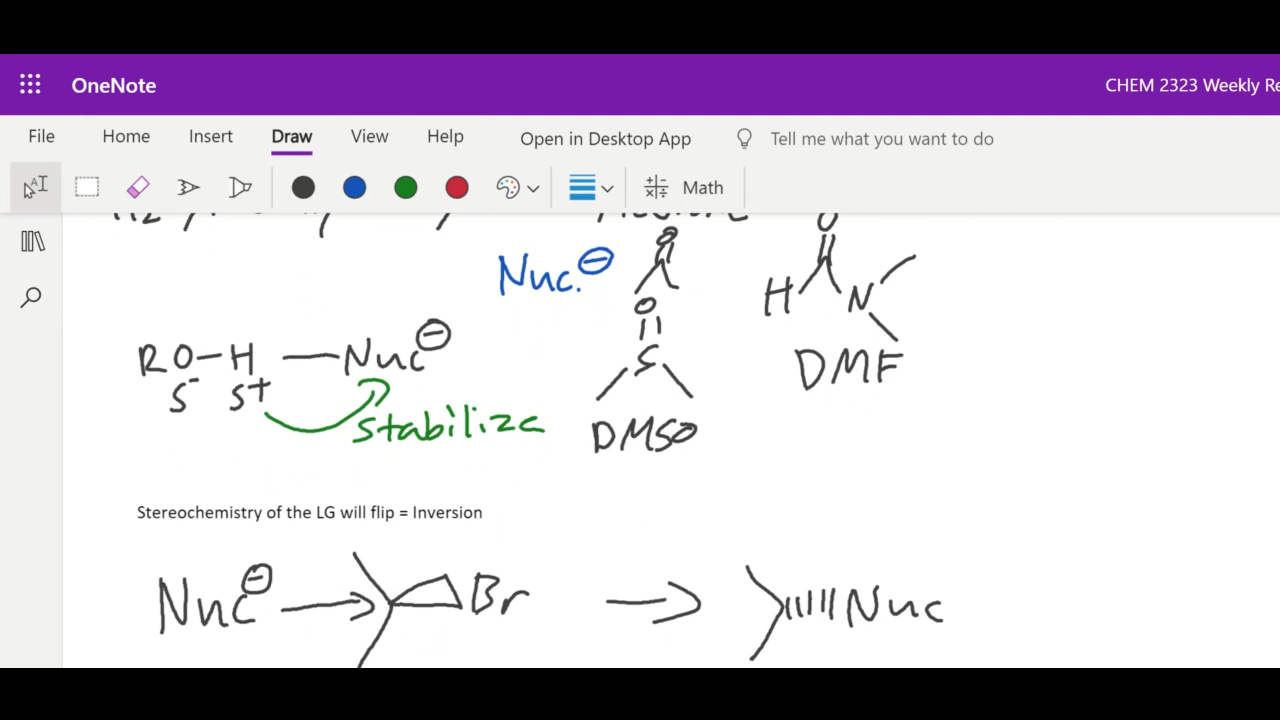 OneNote
CHEM 2323 Weekly Re
File Home Insert Draw View Help Open in Desktop App Tell me what you want to do
Math
Nuc.⊖
O
O
O
H
N
S
RO-H — Nuc⊖
δ- δ+
Stabilize
DMSO
DMF
Stereochemistry of the LG will flip = Inversion
Nuc⊖ → Br → Nuc